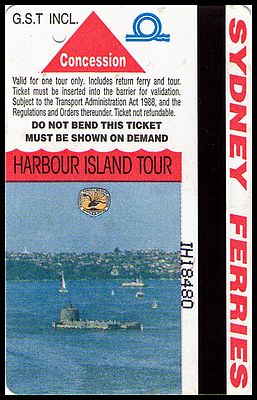 G.S.T INCL.
Concession
Valid for one tour only. Includes return ferry and tour.
Ticket must be inserted into the barrier for validation.
Subject to the Transport Administration Act 1988, and the
Regulations and Orders thereunder. Ticket not refundable.
DO NOT BEND THIS TICKET
MUST BE SHOWN ON DEMAND
HARBOUR ISLAND TOUR
IH18480
SYDNEY FERRIES